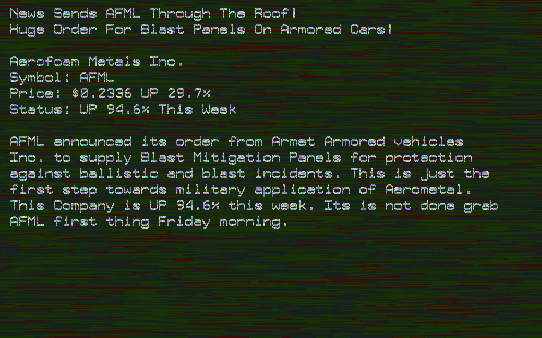 News Sends AFML Through The Roof!
Huge Order For Blast Panels On Armored Cars!
Aerofoam Metals Inc.
Symbol: AFML
Price: $0.2336 UP 29.7%
Status: UP 94.6% This Week
AFML announced its order from Armet Armored vehicles
Inc. to supply Blast Mitigation Panels for protection
against ballistic and blast incidents. This is just the
first step towards military application of Aerometal.
This Company is UP 94.6% this week. Its is not done grab
AFML first thing Friday morning.